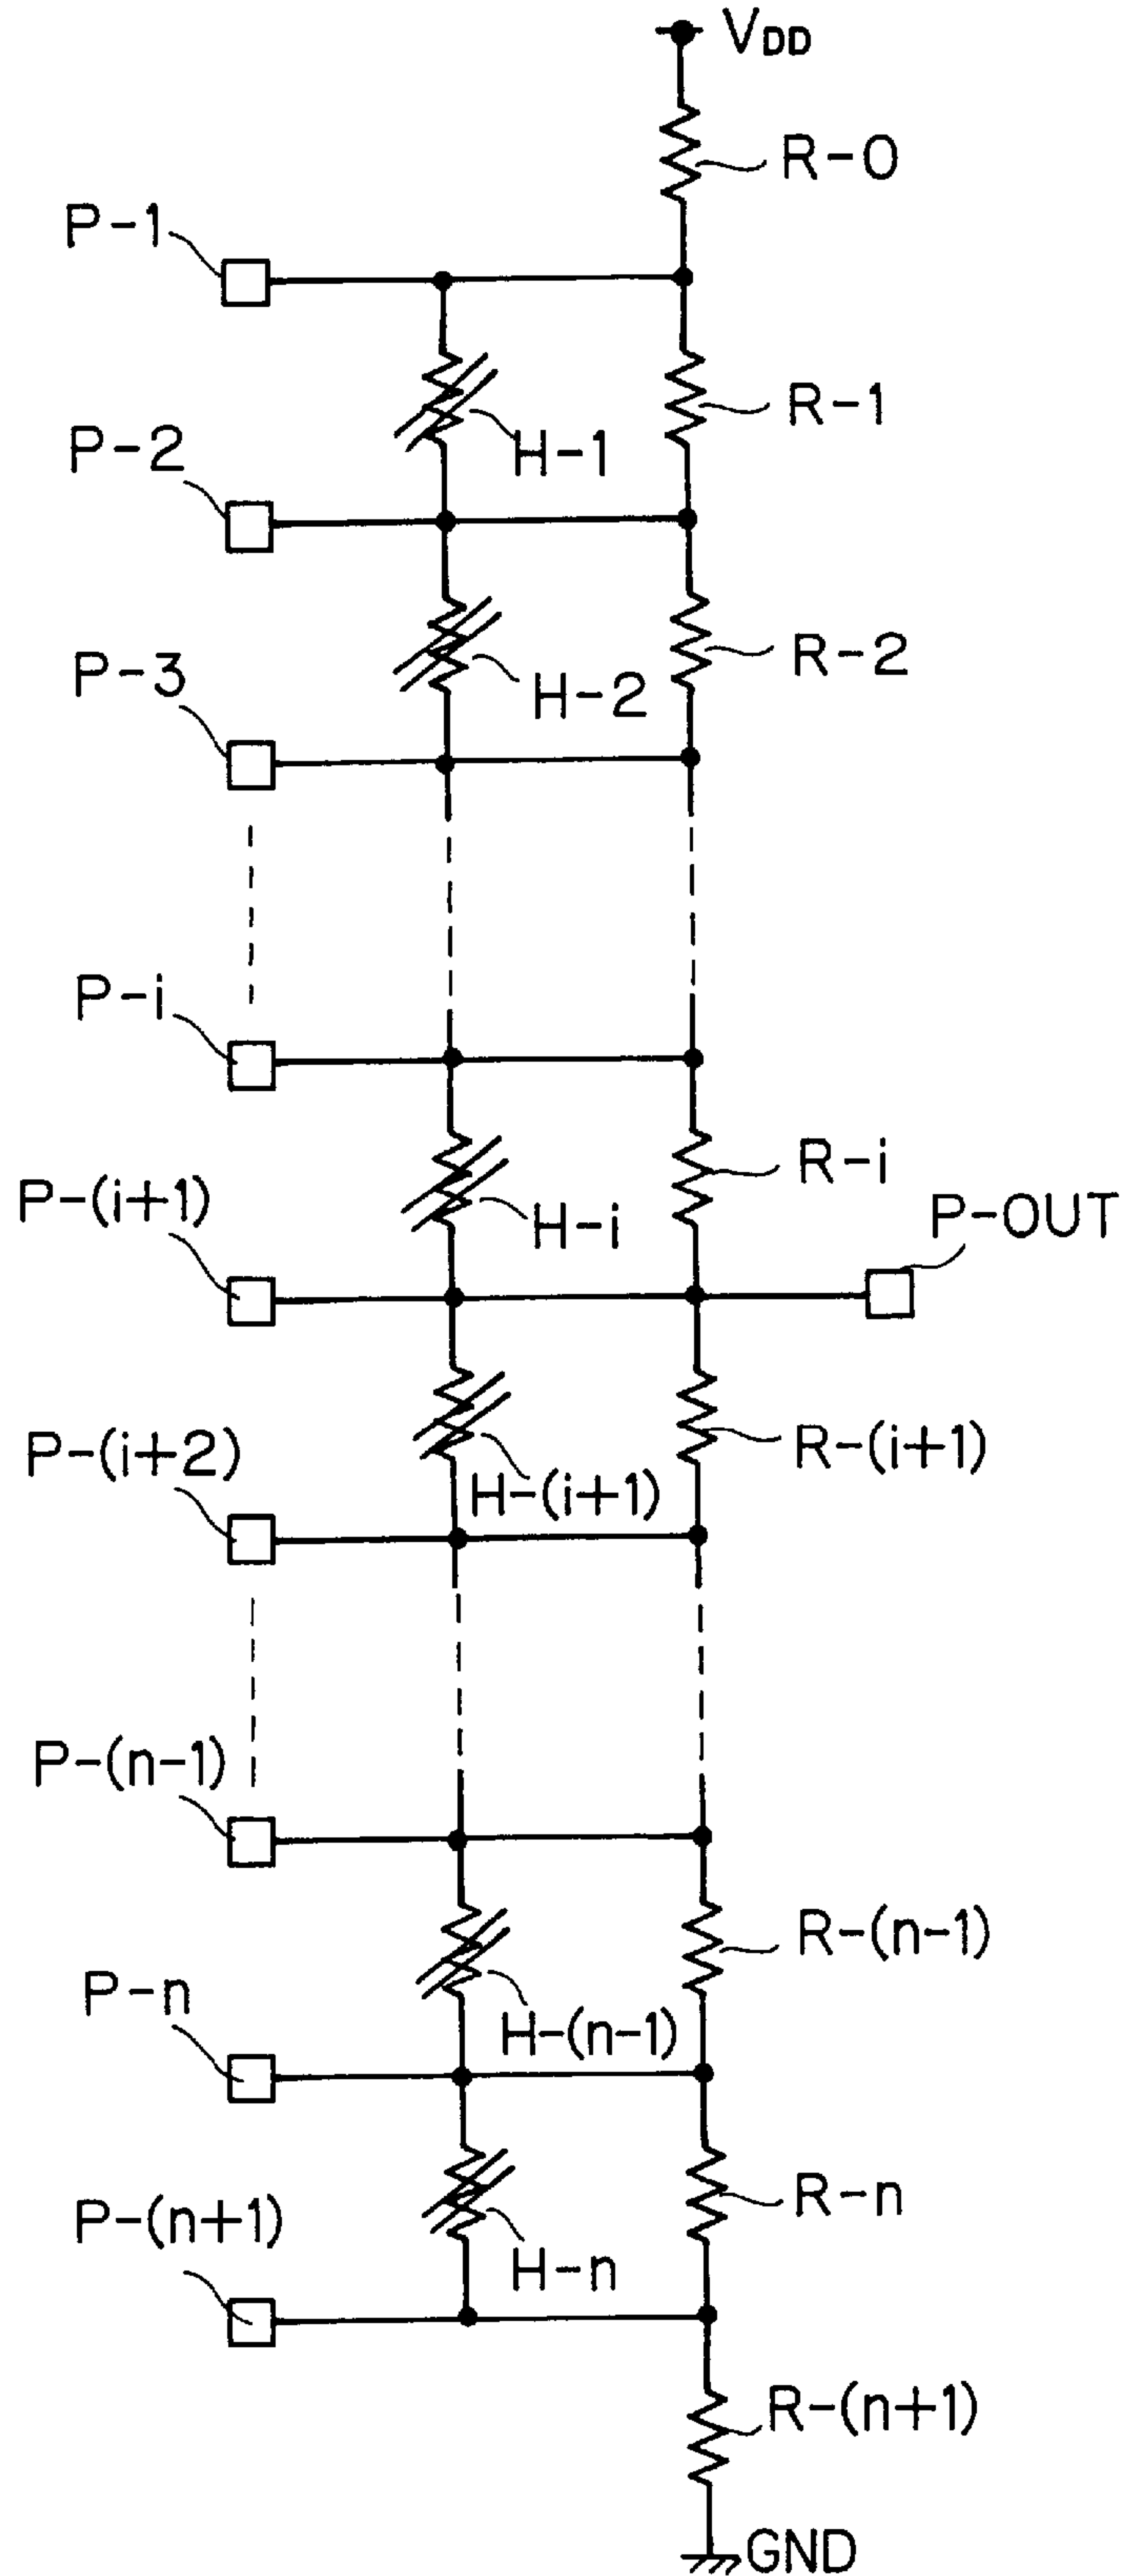 VDD
R-0
P-1
R-1
H-1
P-2
R-2
H-2
P-3
P-i
R-i
P-(i+1)
P-OUT
H-i
R-(i+1)
P-(i+2)
H-(i+1)
P-(n-1)
R-(n-1)
P-n
H-(n-1)
R-n
P-(n+1)
H-n
R-(n+1)
GND